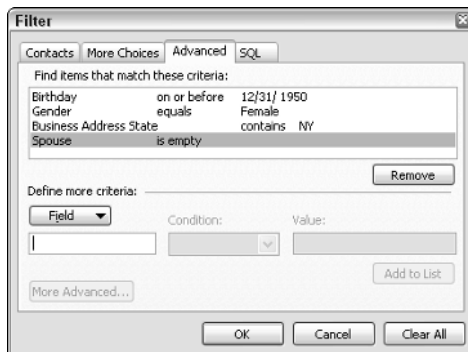 Filter
Contacts More Choices Advanced SQL
Find items that match these criteria:
Birthday on or before 12/31/ 1950
Gender equals Female
Business Address State contains NY
Spouse is empty
Remove
Define more criteria:
Field Condition: Value:
Add to List
More Advanced...
OK Cancel Clear All